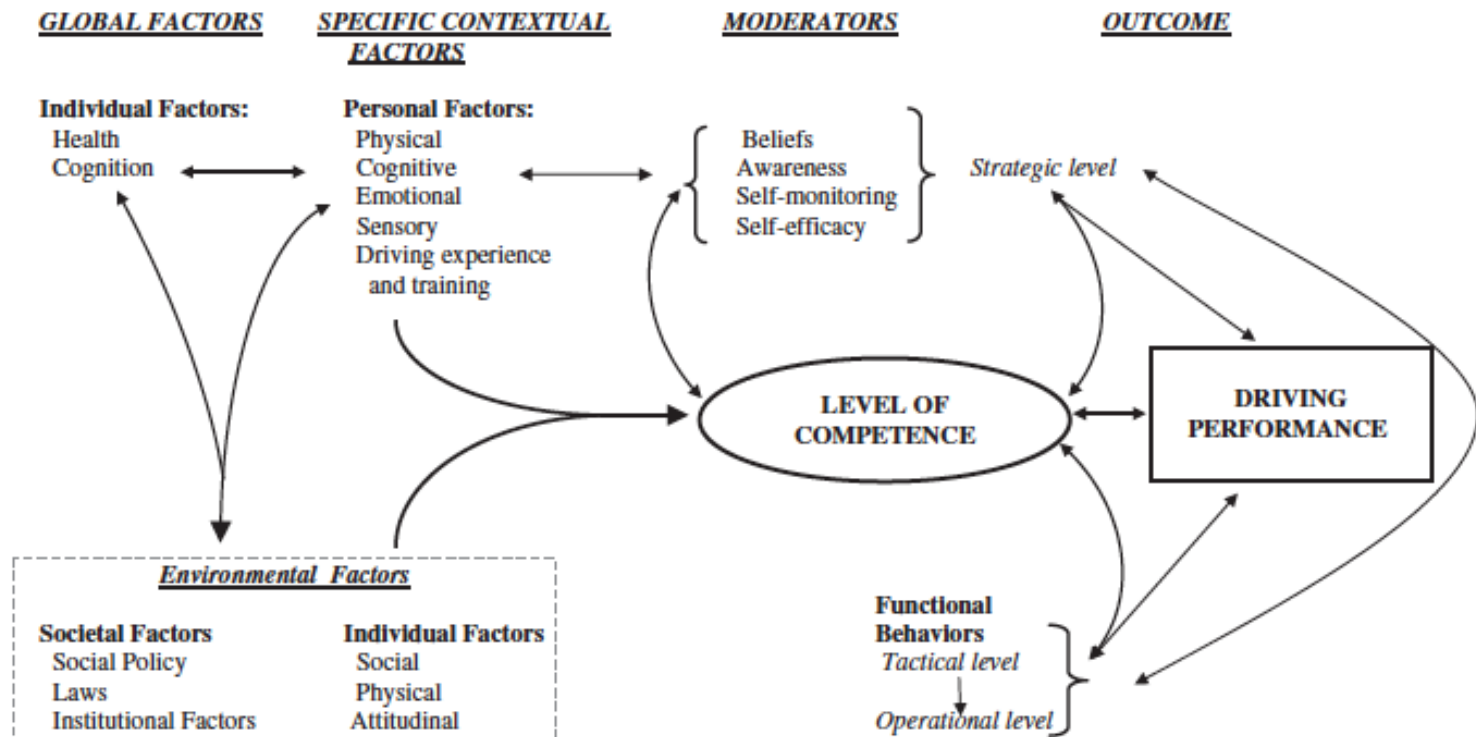 GLOBAL FACTORS
SPECIFIC CONTEXTUAL
FACTORS
MODERATORS
OUTCOME
Individual Factors:
Health
Cognition
Personal Factors:
Physical
Cognitive
Emotional
Sensory
Driving experience
and training
Beliefs
Awareness
Self-monitoring
Self-efficacy
Strategic level
LEVEL OF
COMPETENCE
DRIVING
PERFORMANCE
Environmental Factors
Societal Factors
Social Policy
Laws
Institutional Factors
Individual Factors
Social
Physical
Attitudinal
Functional
Behaviors
Tactical level
Operational level